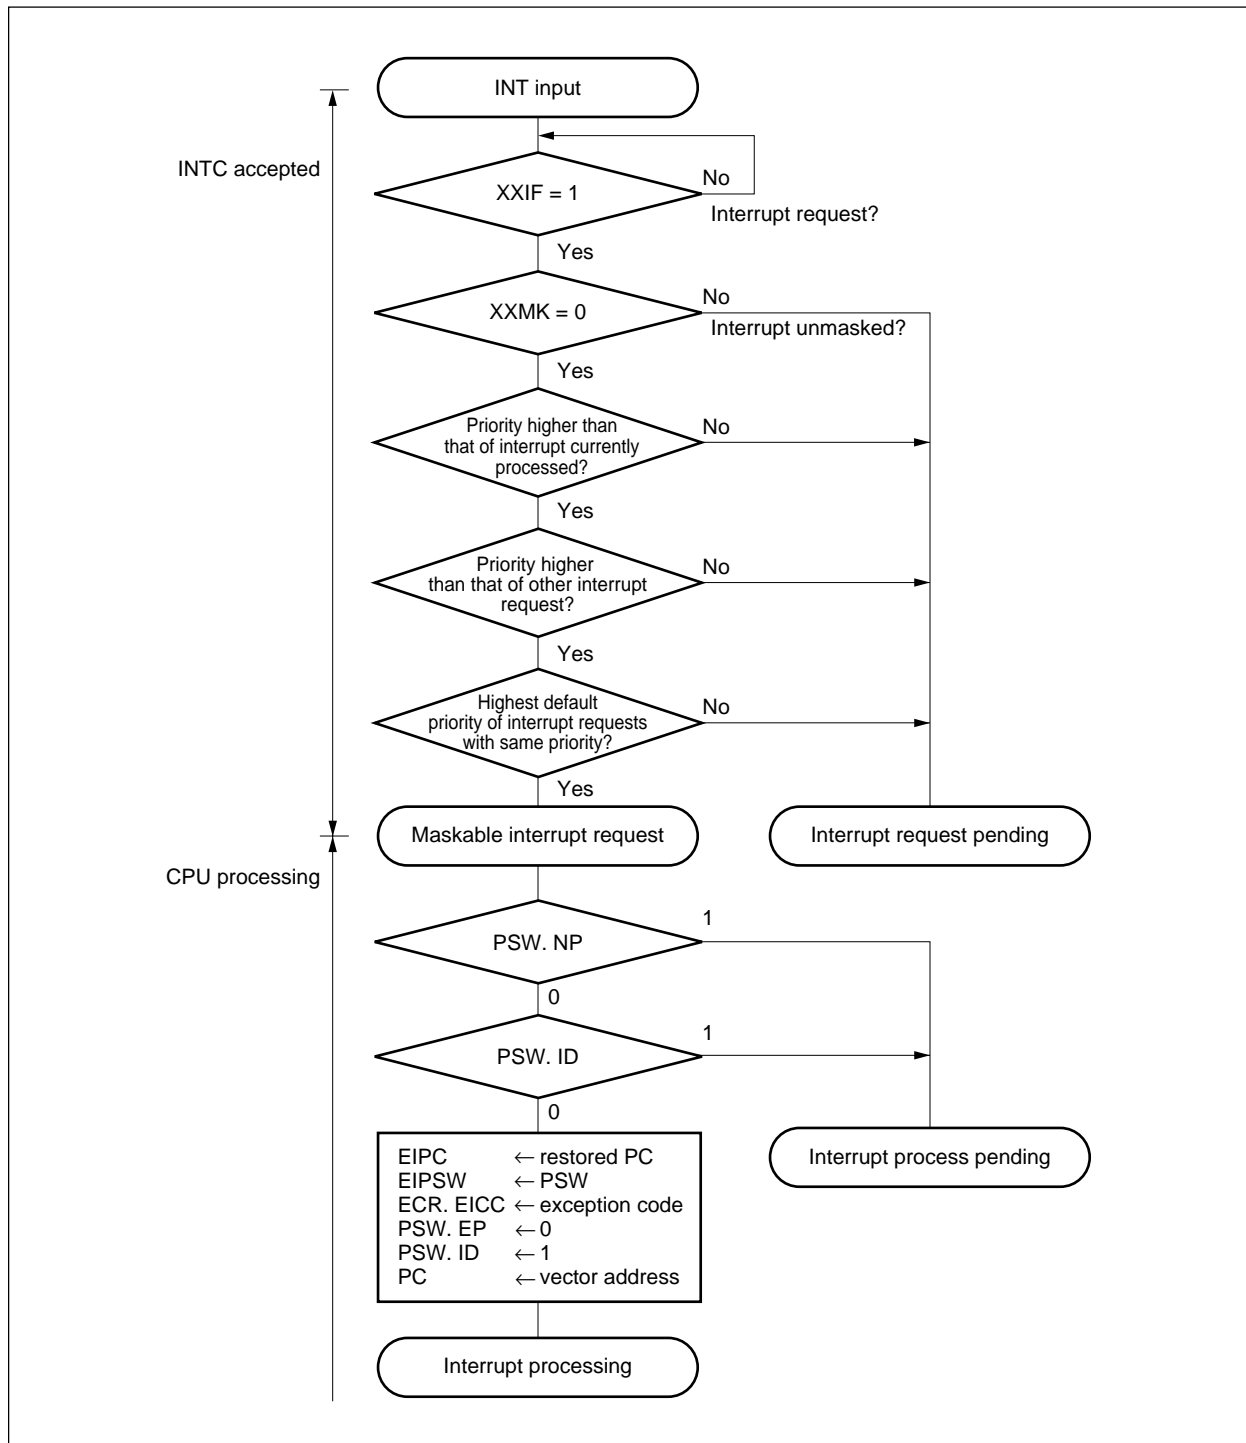 INT input
INTC accepted
XXIF = 1
No
Interrupt request?
Yes
XXMK = 0
No
Interrupt unmasked?
Yes
Priority higher than
that of interrupt currently
processed?
No
Yes
Priority higher
than that of other interrupt
request?
No
Yes
Highest default
priority of interrupt requests
with same priority?
No
Yes
Maskable interrupt request
Interrupt request pending
CPU processing
PSW. NP
1
0
PSW. ID
1
0
EIPC ← restored PC
EIPSW ← PSW
ECR. EICC ← exception code
PSW. EP ← 0
PSW. ID ← 1
PC ← vector address
Interrupt process pending
Interrupt processing